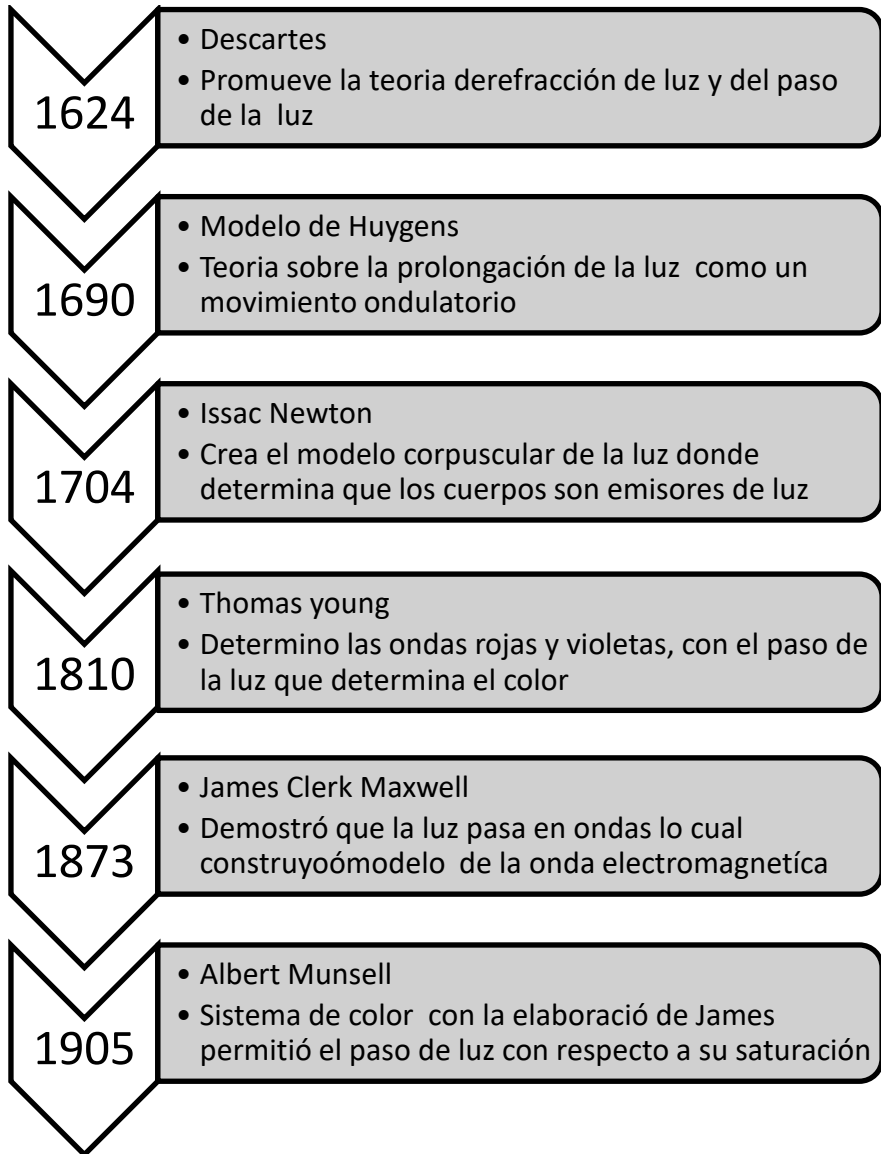 1624
• Descartes
• Promueve la teoria derefracción de luz y del paso
de la luz
1690
• Modelo de Huygens
• Teoria sobre la prolongación de la luz como un
movimiento ondulatorio
1704
• Issac Newton
• Crea el modelo corpuscular de la luz donde
determina que los cuerpos son emisores de luz
1810
• Thomas young
• Determino las ondas rojas y violetas, con el paso de
la luz que determina el color
1873
• James Clerk Maxwell
• Demostró que la luz pasa en ondas lo cual
construyoómodelo de la onda electromagnetíca
1905
• Albert Munsell
• Sistema de color con la elaboració de James
permitió el paso de luz con respecto a su saturación